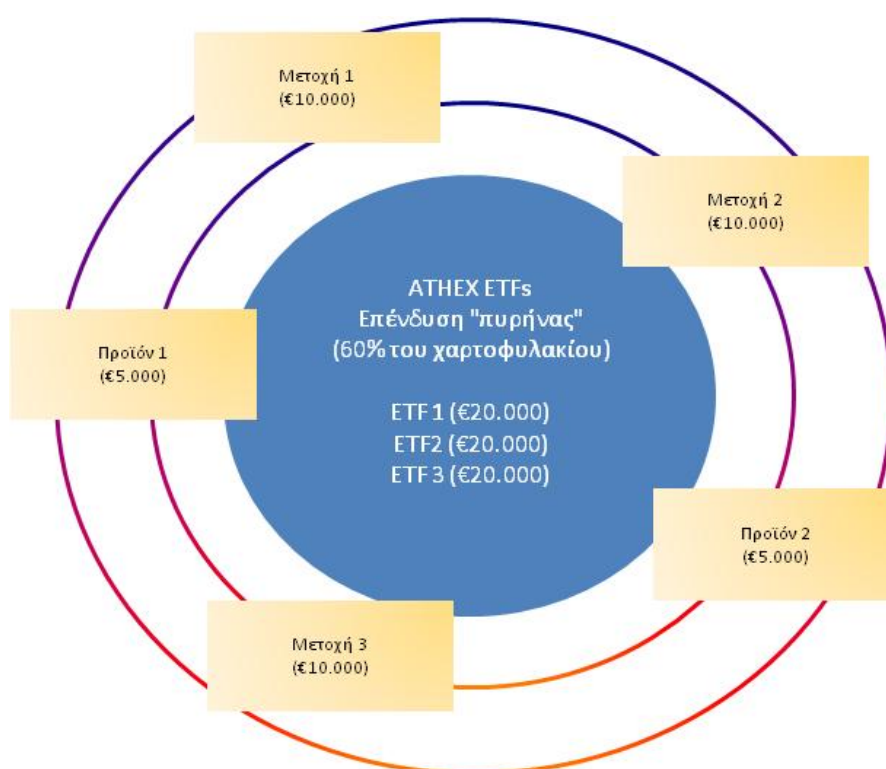 Μετοχή 1
(€10.000)
Μετοχή 2
(€10.000)
ATHEX ETFs
Επένδυση "πυρήνας"
(60% του χαρτοφυλακίου)
Προϊόν 1
(€5.000)
ETF 1 (€20.000)
ETF2 (€20.000)
ETF 3 (€20.000)
Προϊόν 2
(€5.000)
Μετοχή 3
(€10.000)